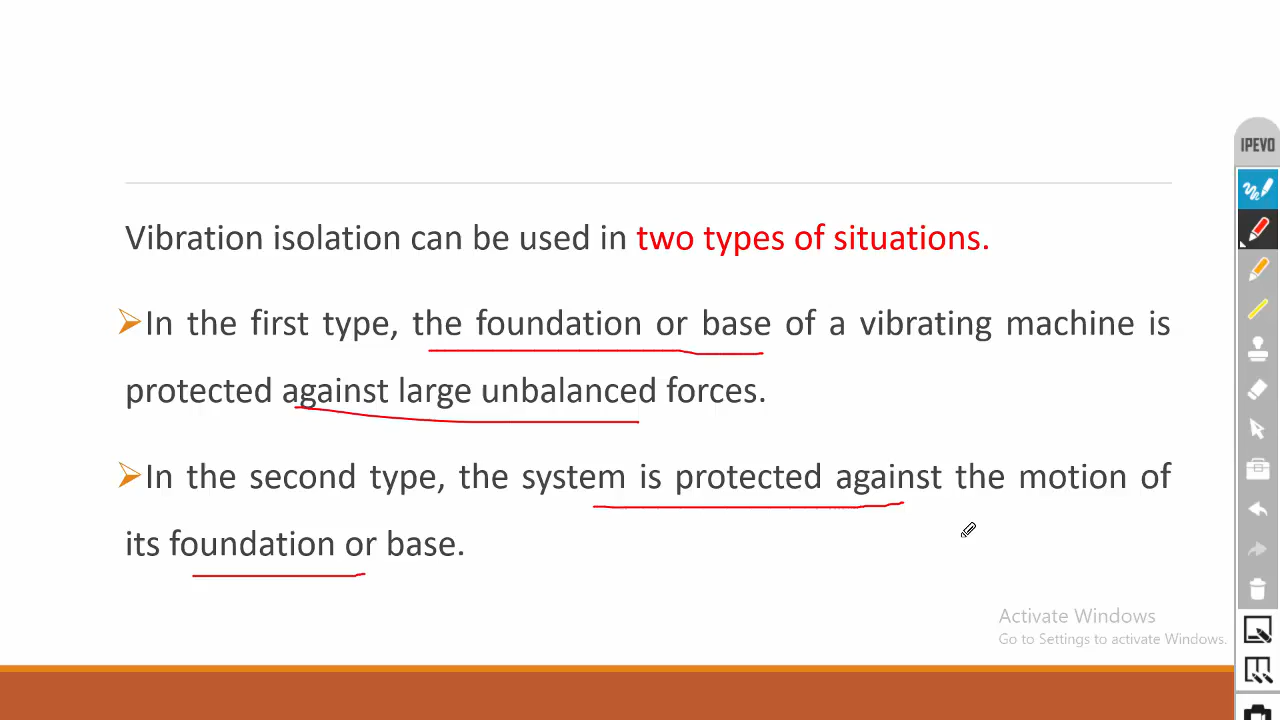 Vibration isolation can be used in two types of situations.
In the first type, the foundation or base of a vibrating machine is
protected against large unbalanced forces.
In the second type, the system is protected against the motion of
its foundation or base.
IPEVO
Activate Windows
Go to Settings to activate Windows.